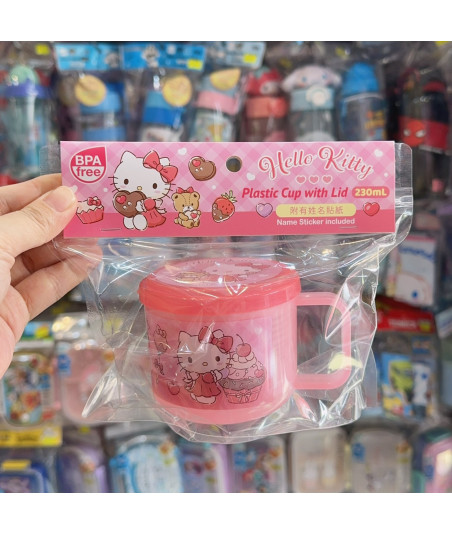 BPA
free
Hello Kitty
Plastic Cup with Lid 230mL
附有姓名貼紙
Name Sticker included